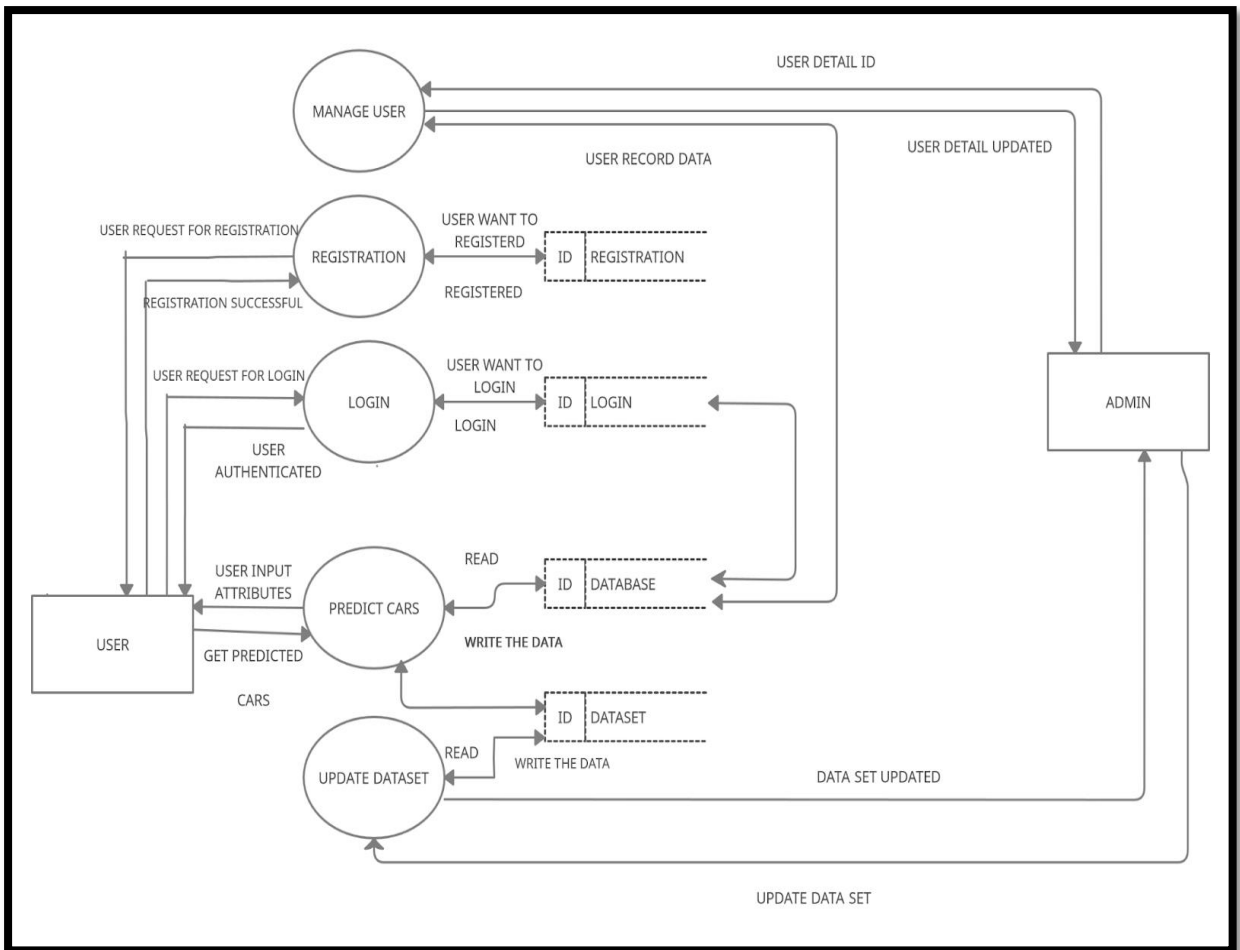 USER DETAIL ID
MANAGE USER
USER DETAIL UPDATED
USER RECORD DATA
USER REQUEST FOR REGISTRATION
USER WANT TO
REGISTERD
REGISTRATION
ID
REGISTRATION
REGISTERED
REGISTRATION SUCCESSFUL
USER REQUEST FOR LOGIN
USER WANT TO
LOGIN
LOGIN
ID
LOGIN
LOGIN
ADMIN
USER
AUTHENTICATED
USER INPUT
ATTRIBUTES
READ
PREDICT CARS
ID
DATABASE
USER
GET PREDICTED
CARS
WRITE THE DATA
ID
DATASET
READ
WRITE THE DATA
UPDATE DATASET
DATA SET UPDATED
UPDATE DATA SET